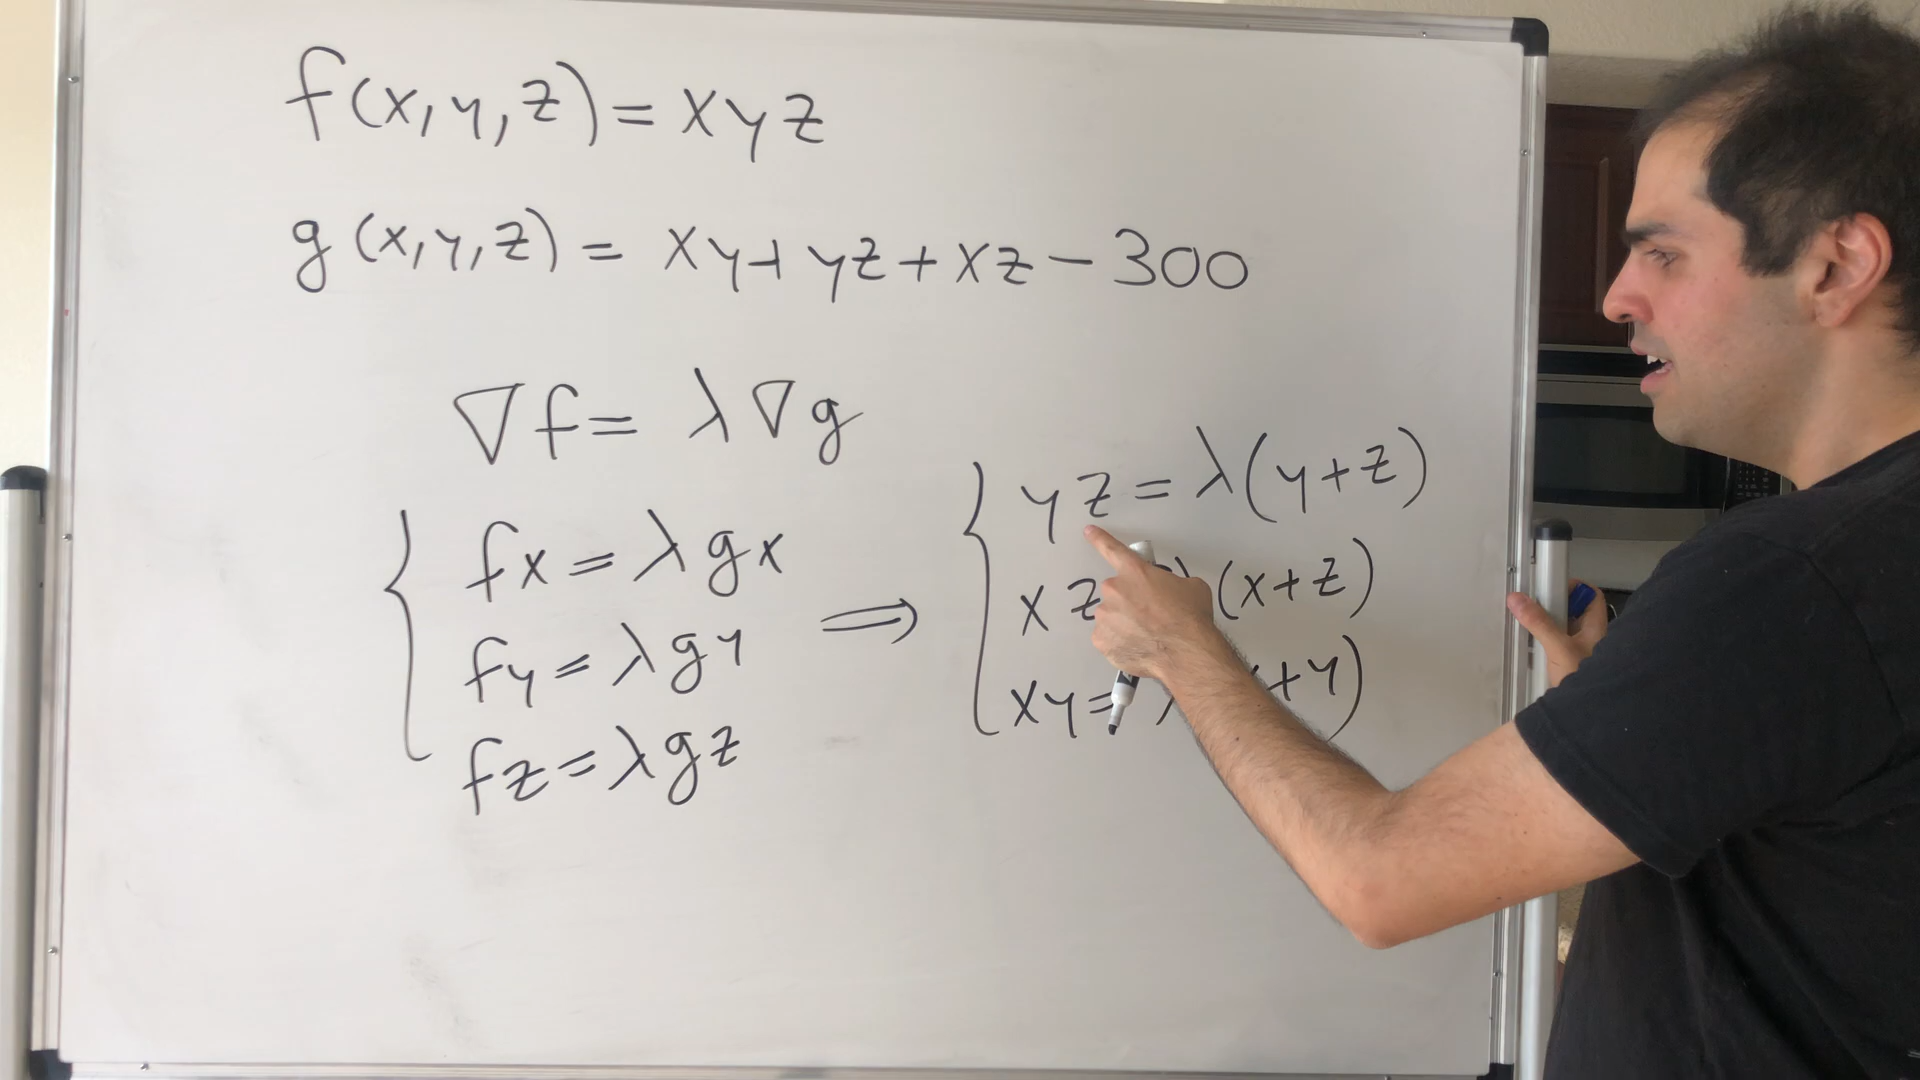 f(x,y,z) = xyz
g(x,y,z) = xy+yz+xz-300
∇f = λ∇g
fx = λgx
fy = λgy
fz = λgz
⇒
yz = λ(y+z)
xz (x+z)
xy = λ +y)